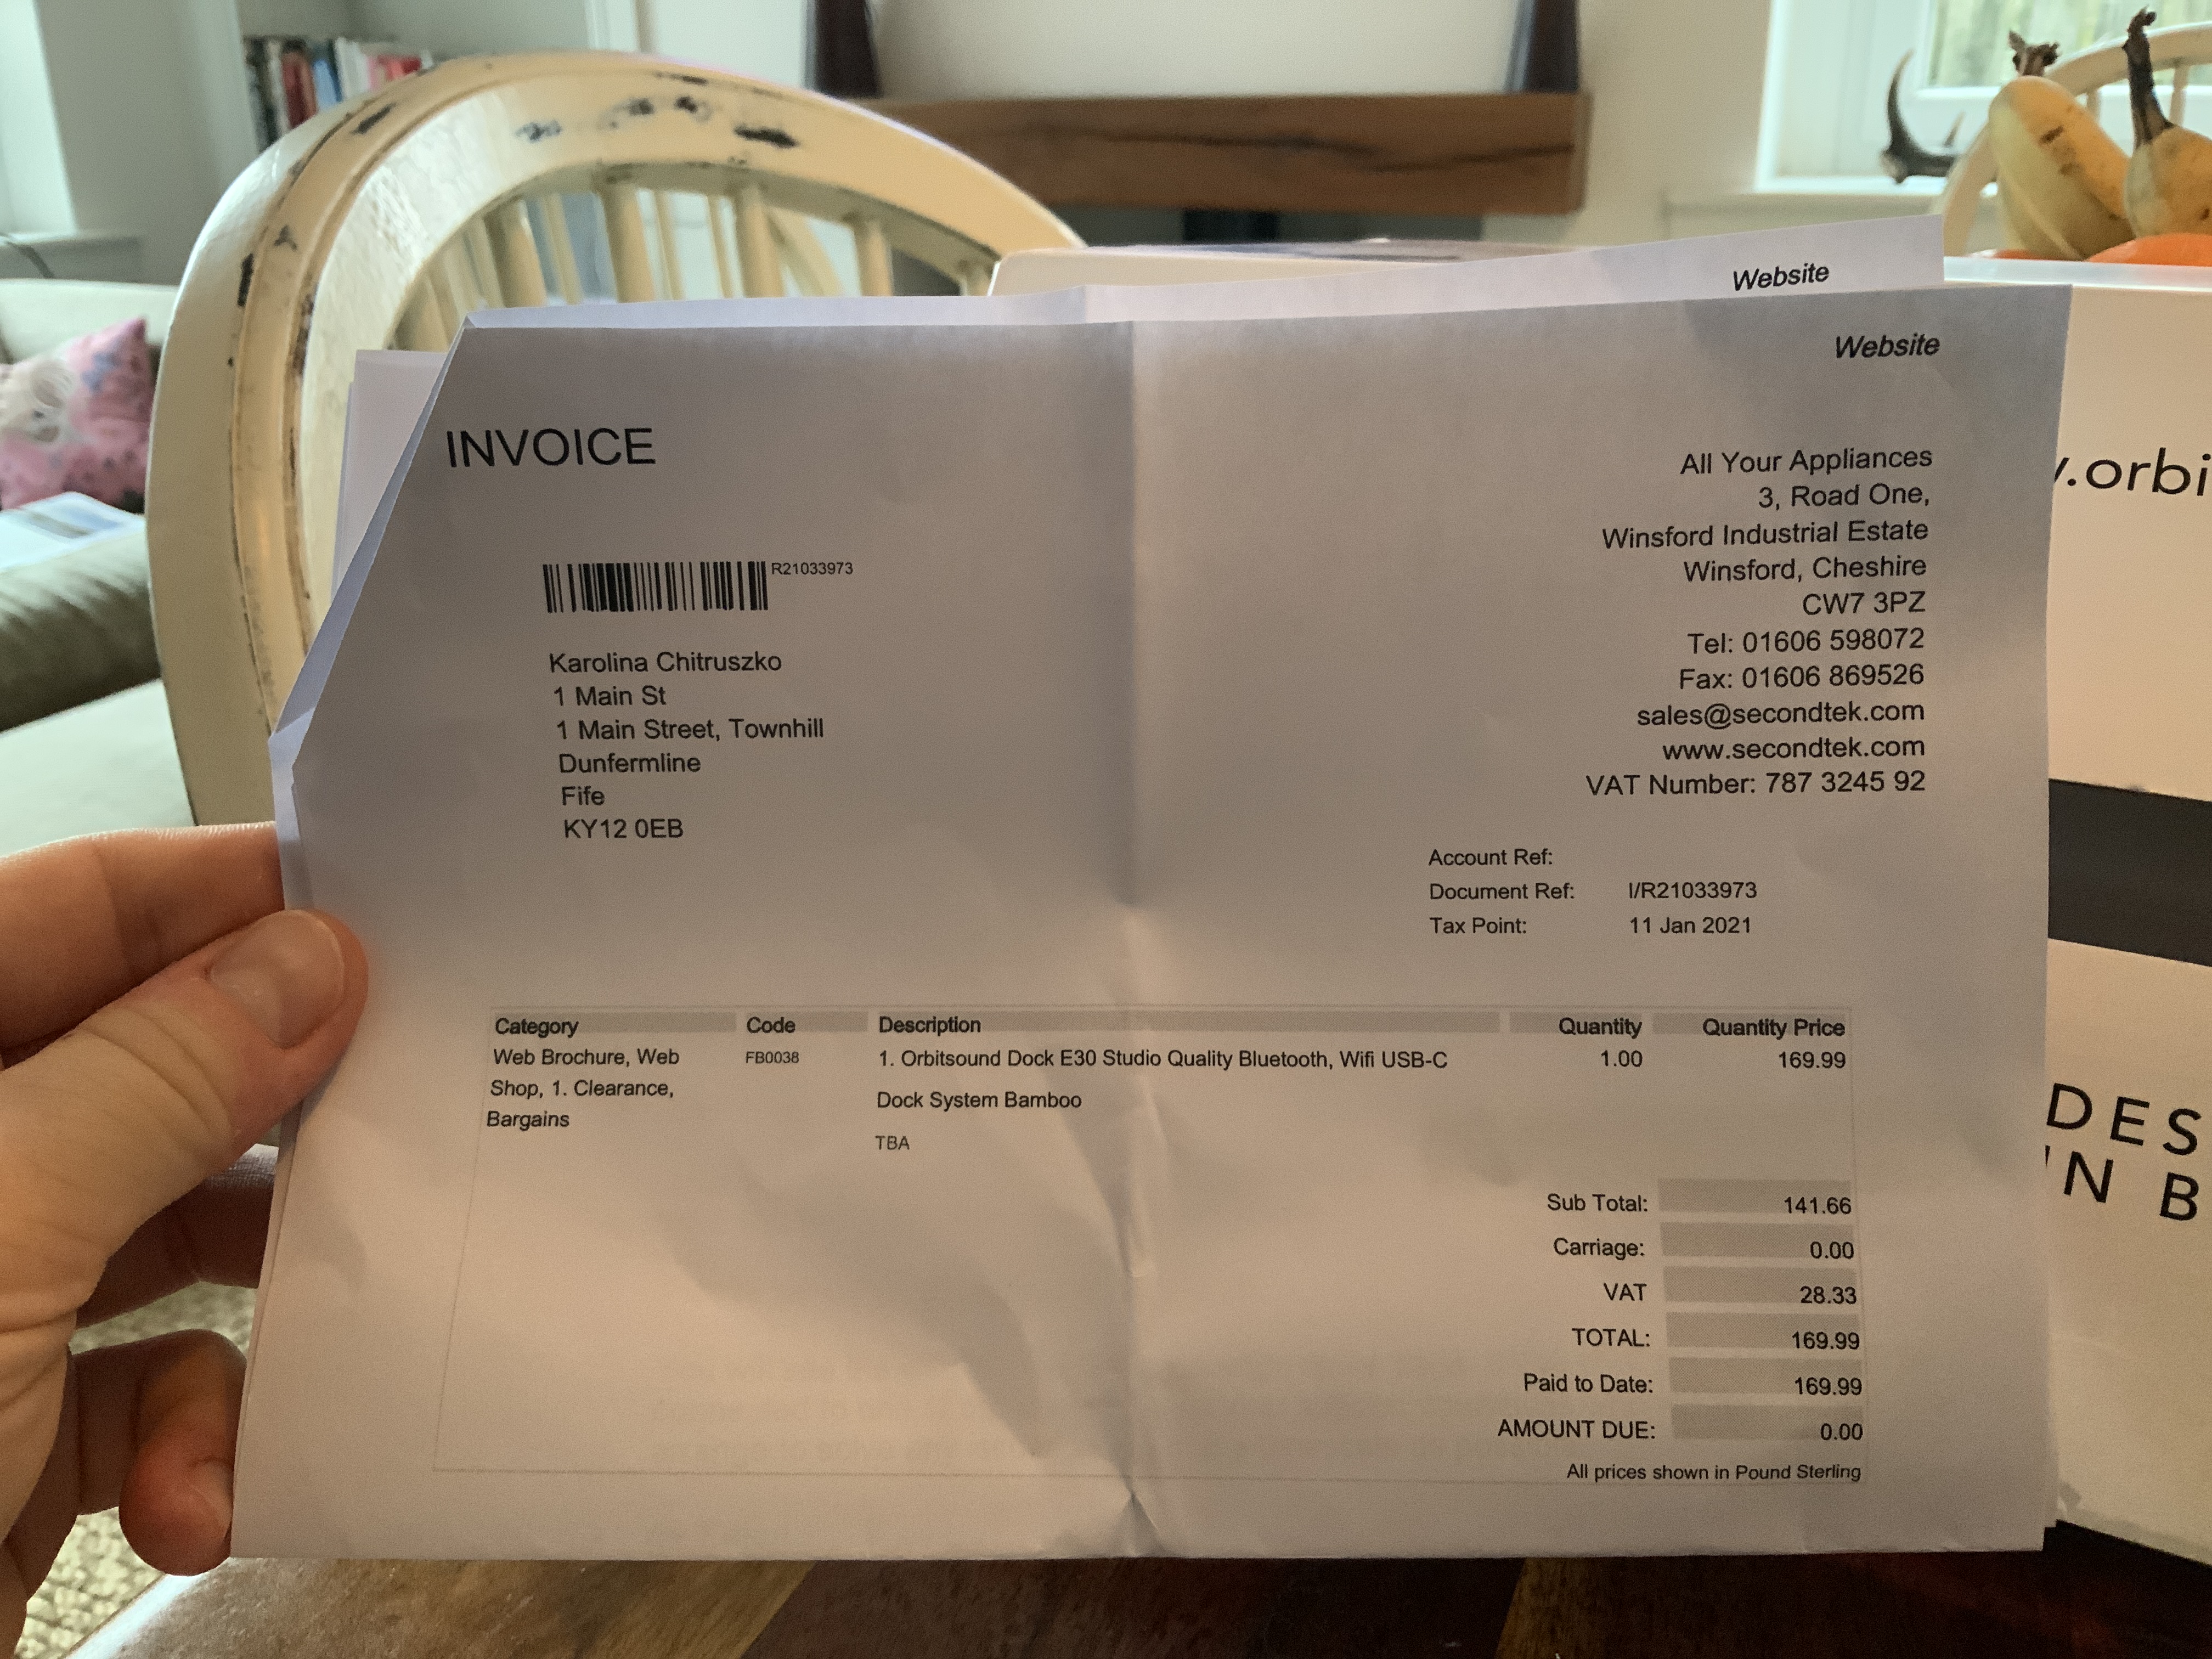 Website
Website
INVOICE
All Your Appliances
3, Road One,
Winsford Industrial Estate
Winsford, Cheshire
CW7 3PZ
Tel: 01606 598072
Fax: 01606 869526
sales@secondtek.com
www.secondtek.com
VAT Number: 787 3245 92
R21033973
Karolina Chitruszko
1 Main St
1 Main Street, Townhill
Dunfermline
Fife
KY12 0EB
Account Ref:
Document Ref: I/R21033973
Tax Point: 11 Jan 2021
Category Code Description Quantity Quantity Price
Web Brochure, Web FB0038 1. Orbitsound Dock E30 Studio Quality Bluetooth, Wifi USB-C 1.00 169.99
Shop, 1. Clearance, Dock System Bamboo
Bargains
TBA
Sub Total: 141.66
Carriage: 0.00
VAT 28.33
TOTAL: 169.99
Paid to Date: 169.99
AMOUNT DUE: 0.00
All prices shown in Pound Sterling
.orbi
DES
IN B